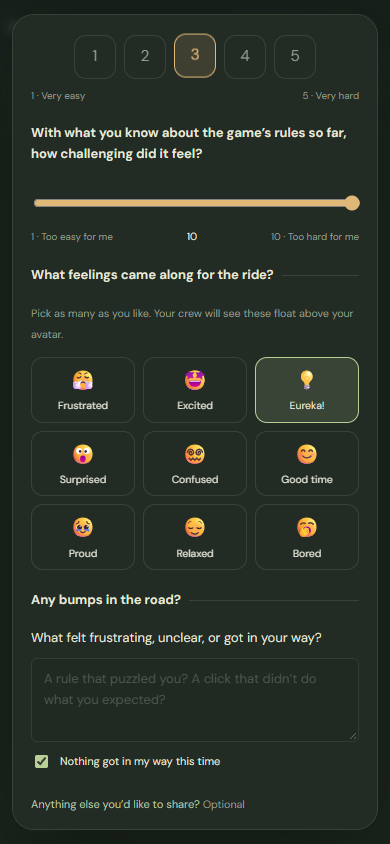 1 2 3 4 5
1 · Very easy 5 · Very hard
With what you know about the game’s rules so far,
how challenging did it feel?
1 · Too easy for me 10 10 · Too hard for me
What feelings came along for the ride?
Pick as many as you like. Your crew will see these float above your
avatar.
Frustrated Excited Eureka!
Surprised Confused Good time
Proud Relaxed Bored
Any bumps in the road?
What felt frustrating, unclear, or got in your way?
A rule that puzzled you? A click that didn’t do
what you expected?
Nothing got in my way this time
Anything else you’d like to share? Optional